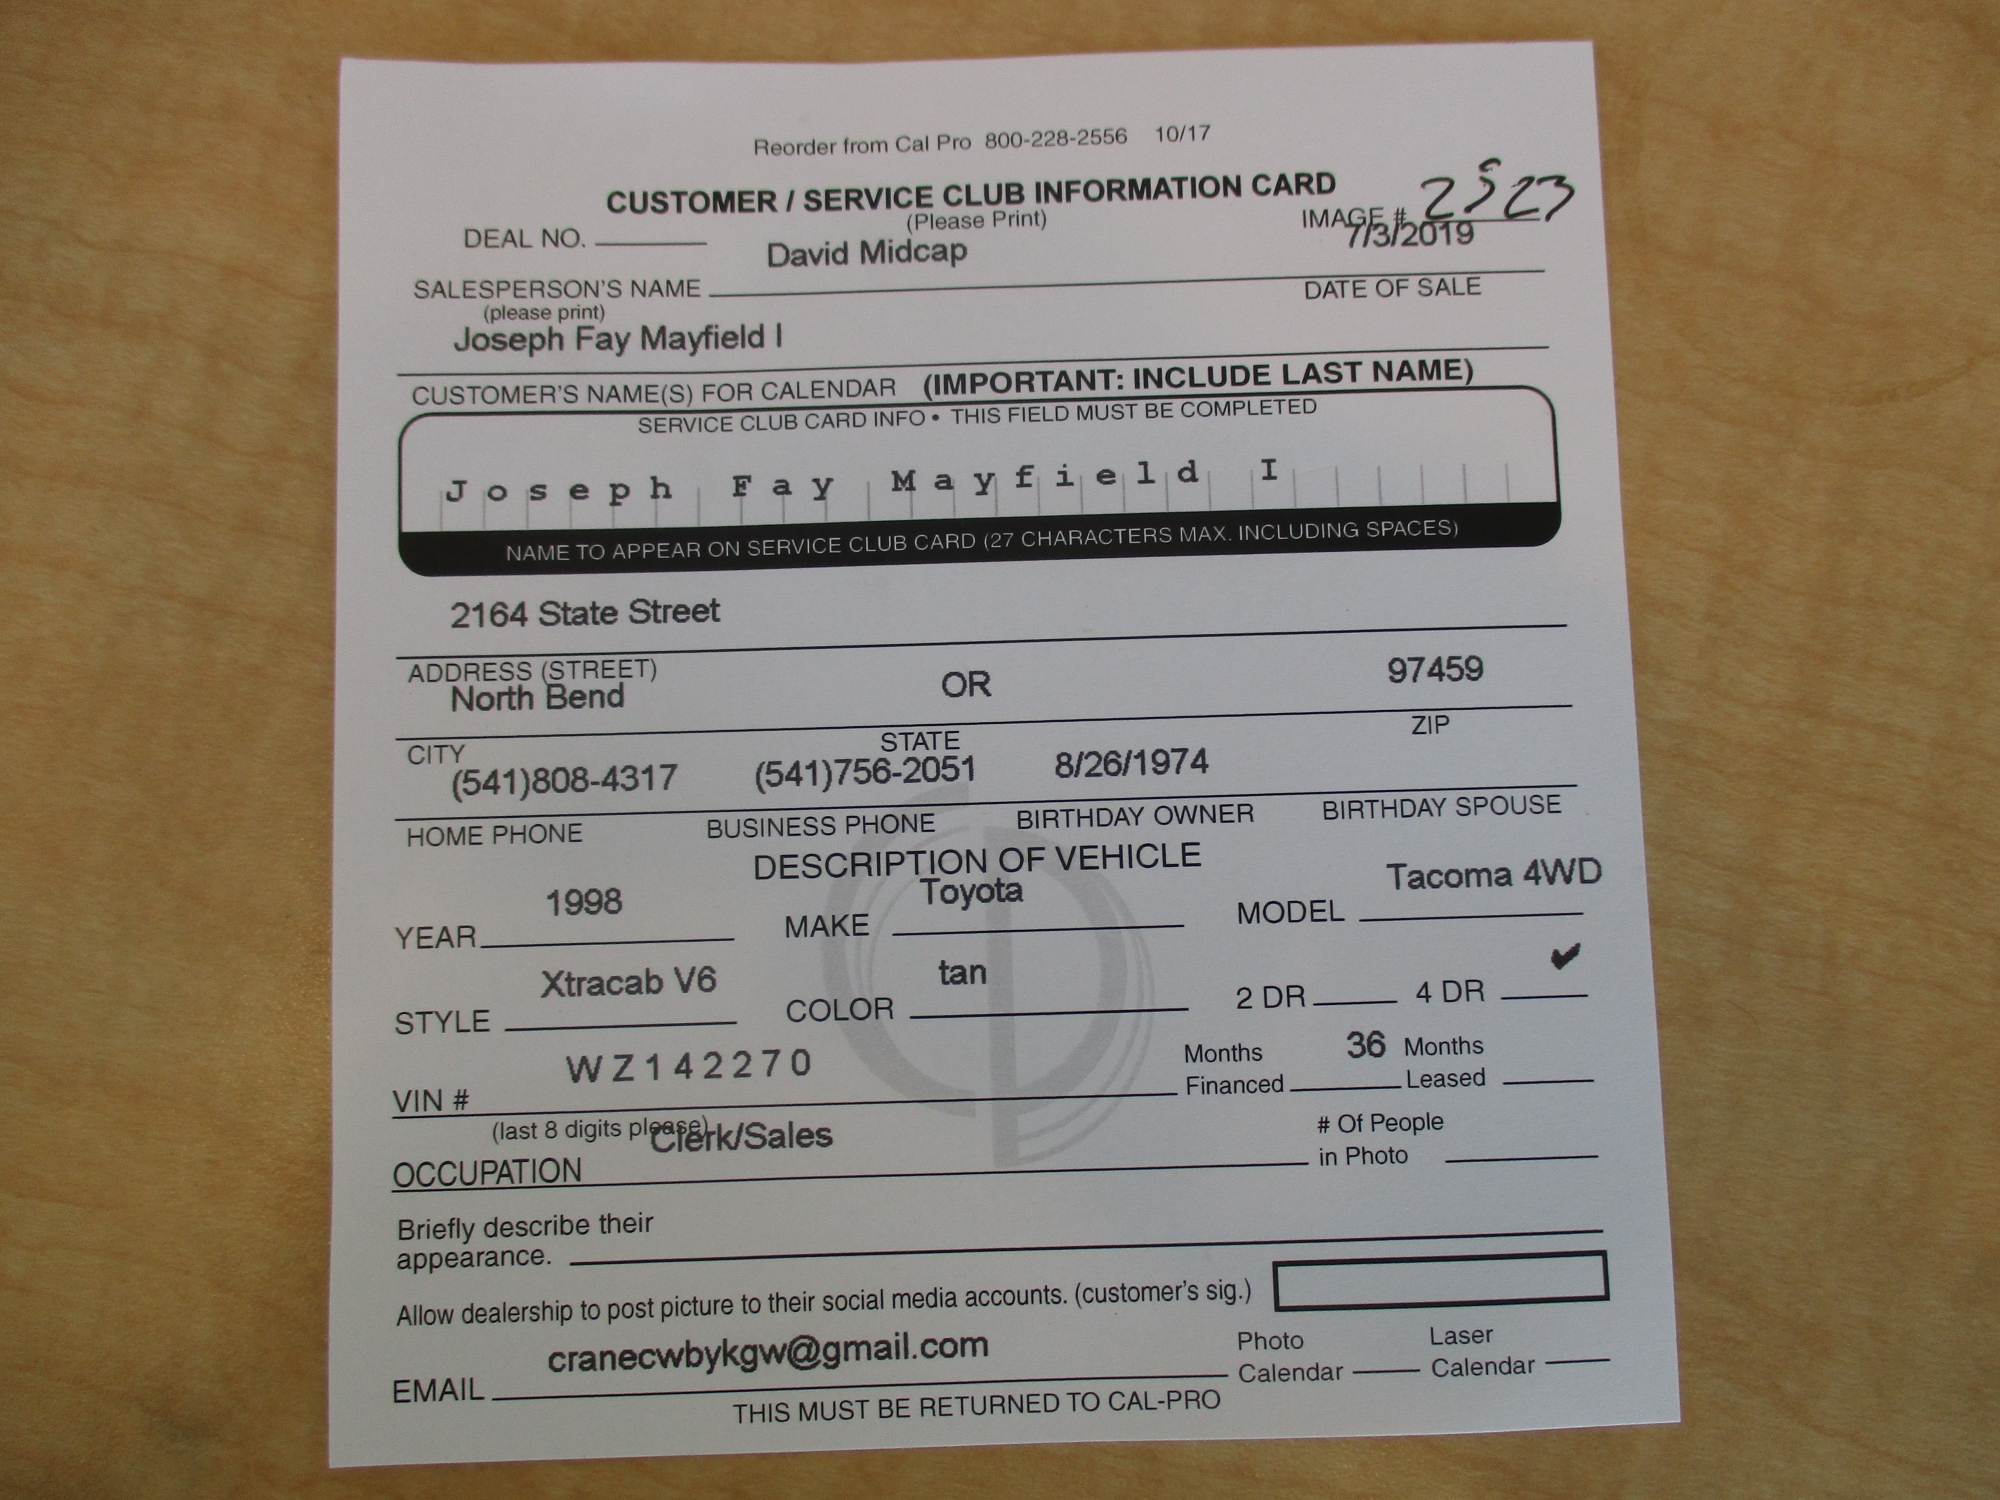 Reorder from Cal Pro 800-228-2556 10/17
CUSTOMER / SERVICE CLUB INFORMATION CARD
(Please Print)
IMAGE # 2523
DEAL NO.
David Midcap
7/3/2019
SALESPERSON'S NAME
DATE OF SALE
(please print)
Joseph Fay Mayfield I
CUSTOMER'S NAME(S) FOR CALENDAR (IMPORTANT: INCLUDE LAST NAME)
SERVICE CLUB CARD INFO • THIS FIELD MUST BE COMPLETED
Joseph Fay Mayfield I
NAME TO APPEAR ON SERVICE CLUB CARD (27 CHARACTERS MAX. INCLUDING SPACES)
2164 State Street
ADDRESS (STREET)
North Bend OR 97459
CITY STATE ZIP
(541)808-4317 (541)756-2051 8/26/1974
HOME PHONE BUSINESS PHONE BIRTHDAY OWNER BIRTHDAY SPOUSE
DESCRIPTION OF VEHICLE
YEAR 1998 MAKE Toyota MODEL Tacoma 4WD
STYLE Xtracab V6 COLOR tan 2 DR 4 DR ✔
VIN # WZ142270 Months Financed 36 Months Leased
(last 8 digits please)
OCCUPATION Clerk/Sales # Of People in Photo
Briefly describe their
appearance.
Allow dealership to post picture to their social media accounts. (customer's sig.)
EMAIL cranecwbykgw@gmail.com Photo Calendar Laser Calendar
THIS MUST BE RETURNED TO CAL-PRO